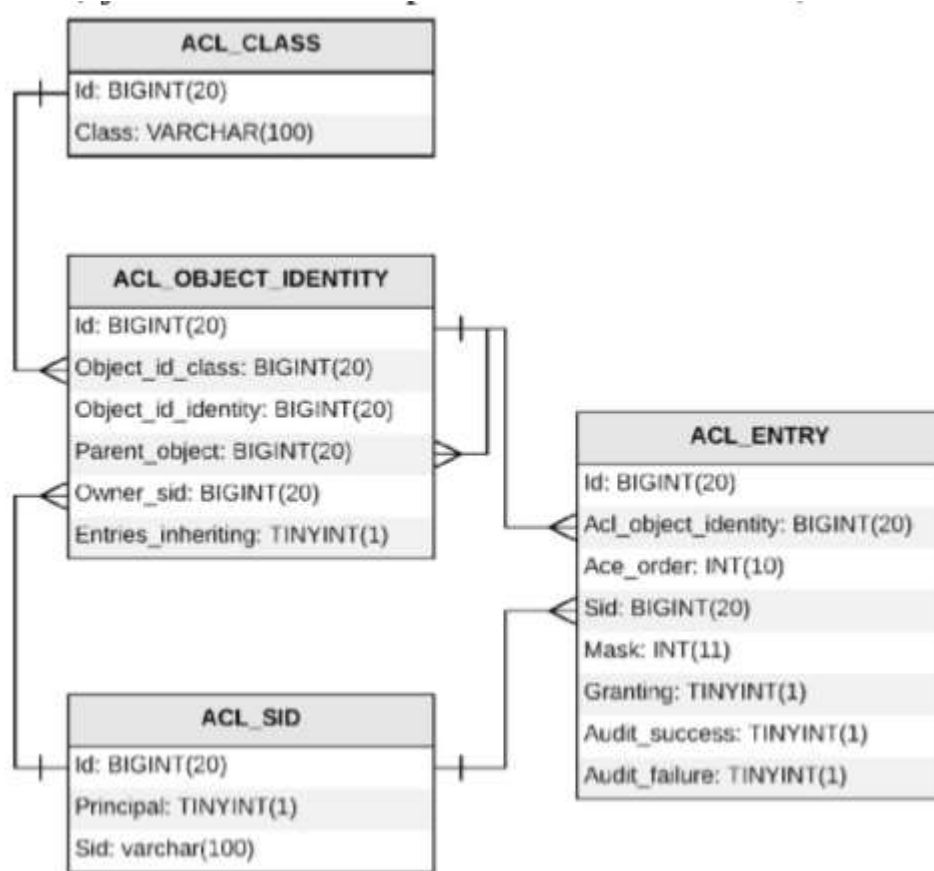 ACL_CLASS
Id: BIGINT(20)
Class: VARCHAR(100)
ACL_OBJECT_IDENTITY
Id: BIGINT(20)
Object_id_class: BIGINT(20)
Object_id_identity: BIGINT(20)
Parent_object: BIGINT(20)
Owner_sid: BIGINT(20)
Entries_inheriting: TINYINT(1)
ACL_ENTRY
Id: BIGINT(20)
Acl_object_identity: BIGINT(20)
Ace_order: INT(10)
Sid: BIGINT(20)
Mask: INT(11)
Granting: TINYINT(1)
Audit_success: TINYINT(1)
Audit_failure: TINYINT(1)
ACL_SID
Id: BIGINT(20)
Principal: TINYINT(1)
Sid: varchar(100)